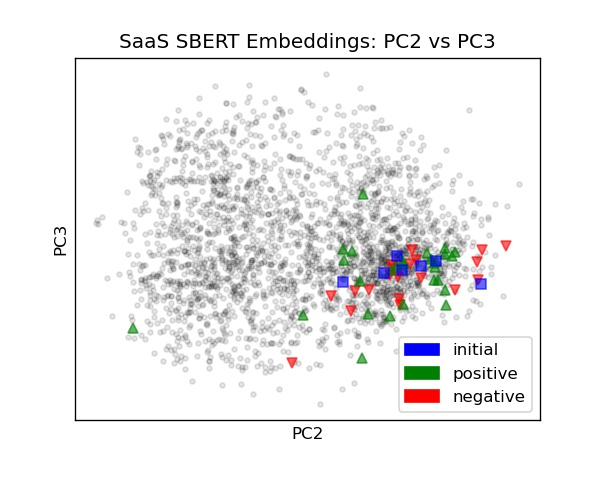 SaaS SBERT Embeddings: PC2 vs PC3
PC3
initial
positive
negative
PC2